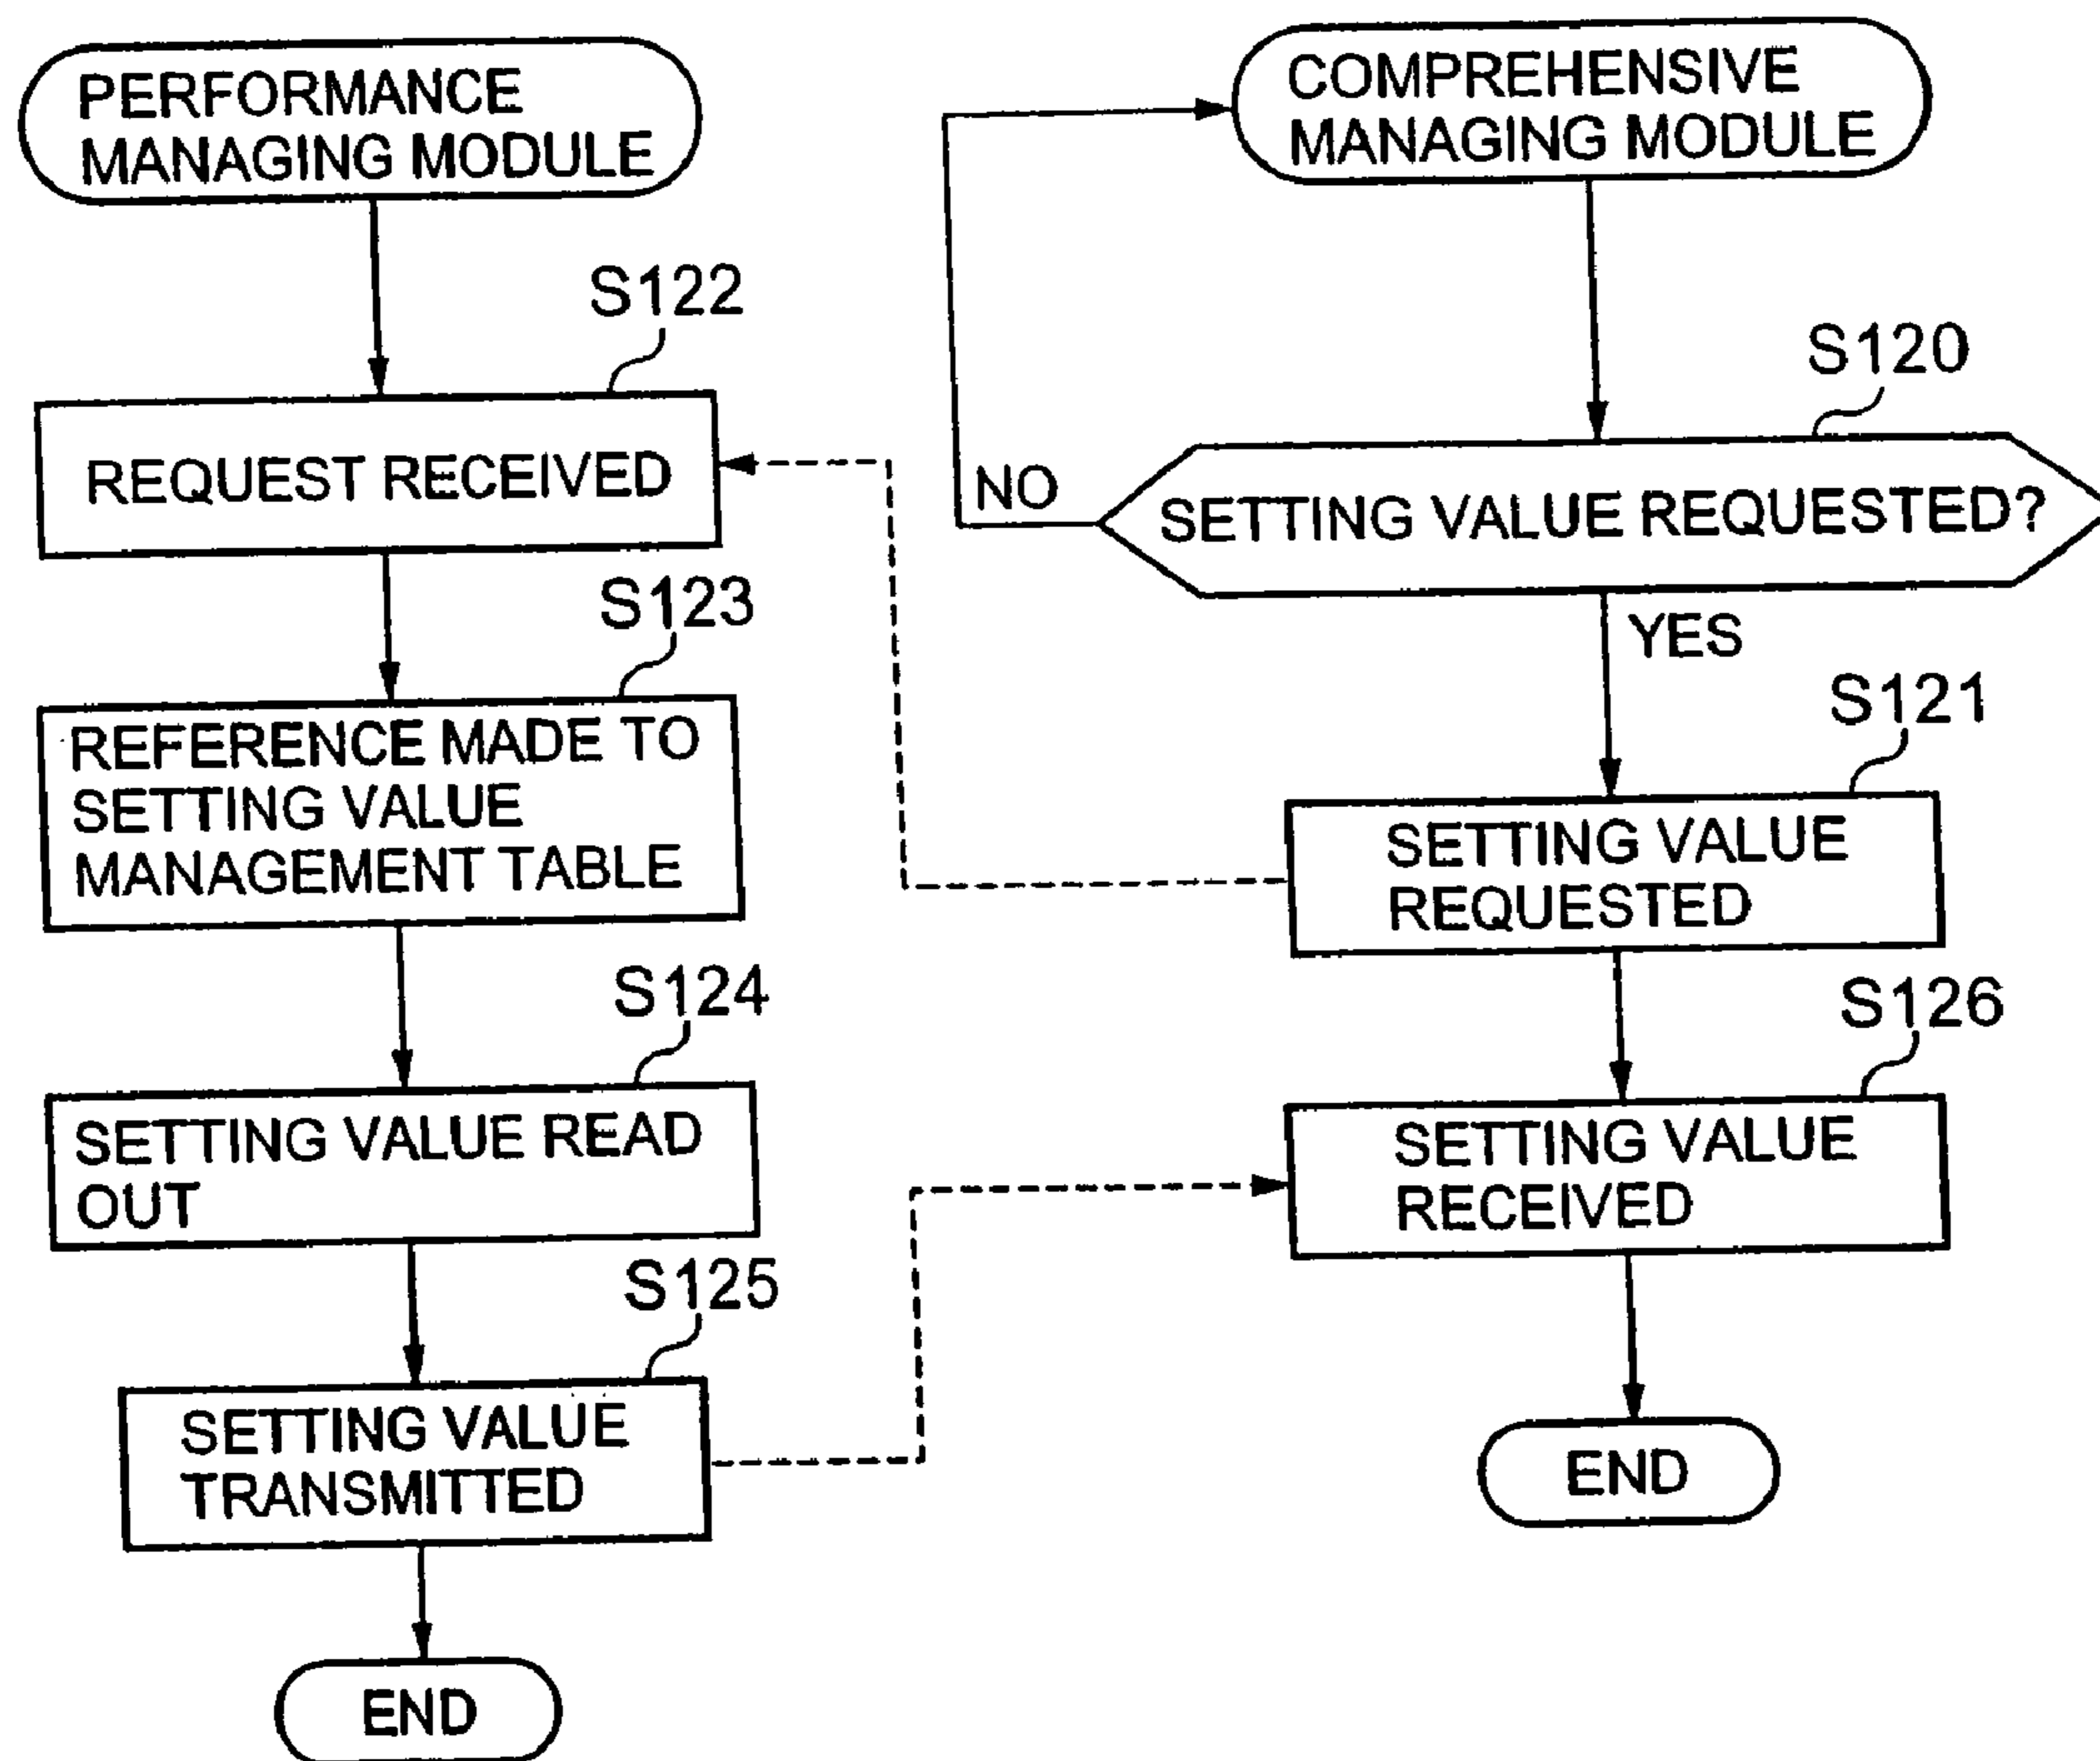 PERFORMANCE
MANAGING MODULE
S122
REQUEST RECEIVED
S123
REFERENCE MADE TO
SETTING VALUE
MANAGEMENT TABLE
S124
SETTING VALUE READ
OUT
S125
SETTING VALUE
TRANSMITTED
END
COMPREHENSIVE
MANAGING MODULE
S120
NO
SETTING VALUE REQUESTED?
YES
S121
SETTING VALUE
REQUESTED
S126
SETTING VALUE
RECEIVED
END